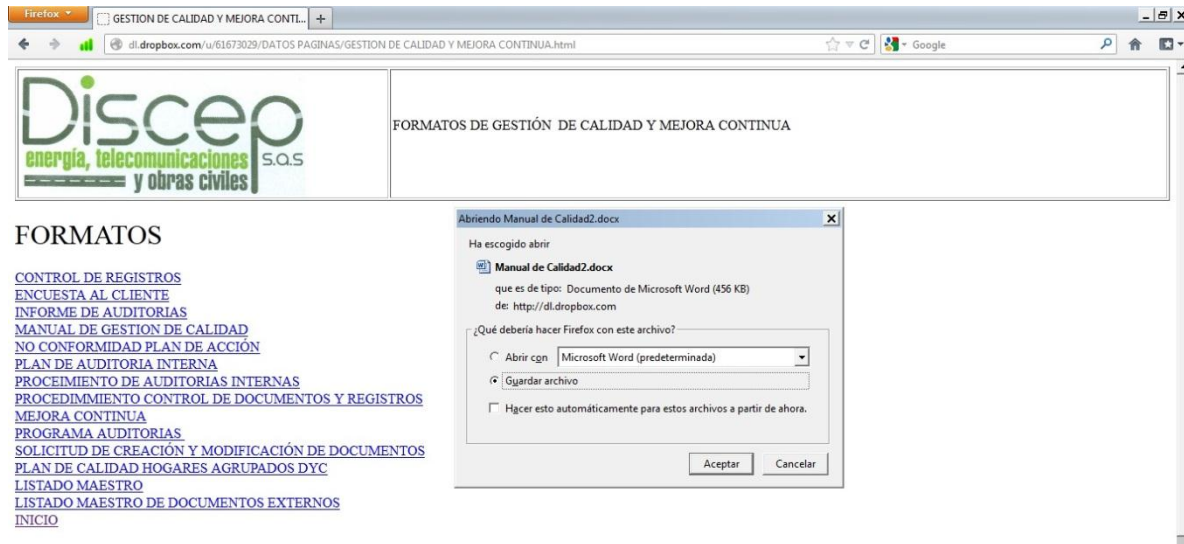 Firefox
GESTION DE CALIDAD Y MEJORA CONTI...
dl.dropbox.com/u/61673029/DATOS PAGINAS/GESTION DE CALIDAD Y MEJORA CONTINUA.html
Google
Discep
energía, telecomunicaciones
y obras civiles
S.A.S
FORMATOS DE GESTIÓN DE CALIDAD Y MEJORA CONTINUA
FORMATOS
CONTROL DE REGISTROS
ENCUESTA AL CLIENTE
INFORME DE AUDITORIAS
MANUAL DE GESTION DE CALIDAD
NO CONFORMIDAD PLAN DE ACCIÓN
PLAN DE AUDITORIA INTERNA
PROCEIMIENTO DE AUDITORIAS INTERNAS
PROCEDIMMIENTO CONTROL DE DOCUMENTOS Y REGISTROS
MEJORA CONTINUA
PROGRAMA AUDITORIAS
SOLICITUD DE CREACIÓN Y MODIFICACIÓN DE DOCUMENTOS
PLAN DE CALIDAD HOGARES AGRUPADOS DYC
LISTADO MAESTRO
LISTADO MAESTRO DE DOCUMENTOS EXTERNOS
INICIO
Abriendo Manual de Calidad2.docx
Ha escogido abrir
Manual de Calidad2.docx
que es de tipo: Documento de Microsoft Word (456 KB)
de: http://dl.dropbox.com
¿Qué debería hacer Firefox con este archivo?
Abrir con Microsoft Word (predeterminada)
Guardar archivo
Hacer esto automáticamente para estos archivos a partir de ahora.
Aceptar Cancelar